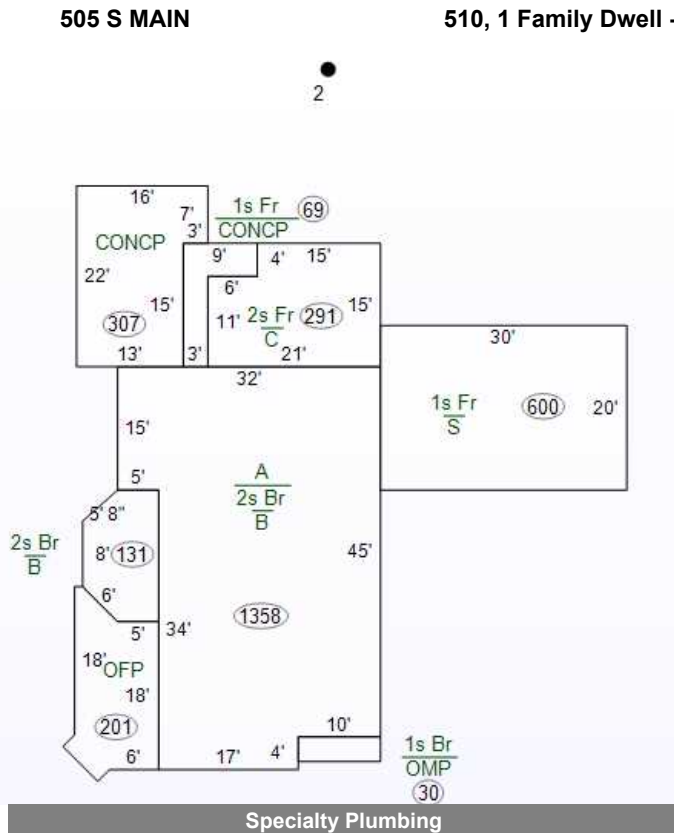 505 S MAIN 510, 1 Family Dwell -
2
16'
7' 1s Fr 69
3' CONCP
CONCP 9' 4' 15'
22' 6'
15' 11' 2s Fr 291 15'
307 C
13' 3' 21'
30'
32'
1s Fr 600 20'
S
15'
A
5' 2s Br
B
5' 8"
2s Br 8' 131 45'
B
6'
1358
5' 34'
18' OFP
18'
201 10'
6' 17' 4' 1s Br
OMP
30
Specialty Plumbing